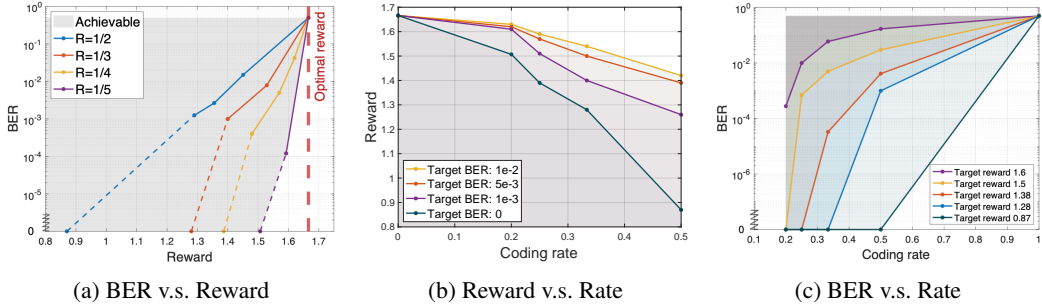 Achievable
R=1/2
R=1/3
R=1/4
R=1/5
Optimal reward
BER
10^0
10^-1
10^-2
10^-3
10^-4
10^-5
0
0.8 0.9 1 1.1 1.2 1.3 1.4 1.5 1.6 1.7
Reward
(a) BER v.s. Reward
Reward
1.7
1.6
1.5
1.4
1.3
1.2
1.1
1
0.9
0.8
Target BER: 1e-2
Target BER: 5e-3
Target BER: 1e-3
Target BER: 0
0 0.1 0.2 0.3 0.4 0.5
Coding rate
(b) Reward v.s. Rate
BER
10^0
10^-2
10^-4
10^-6
0
Target reward 1.6
Target reward 1.5
Target reward 1.38
Target reward 1.28
Target reward 0.87
0.1 0.2 0.3 0.4 0.5 0.6 0.7 0.8 0.9 1
Coding rate
(c) BER v.s. Rate